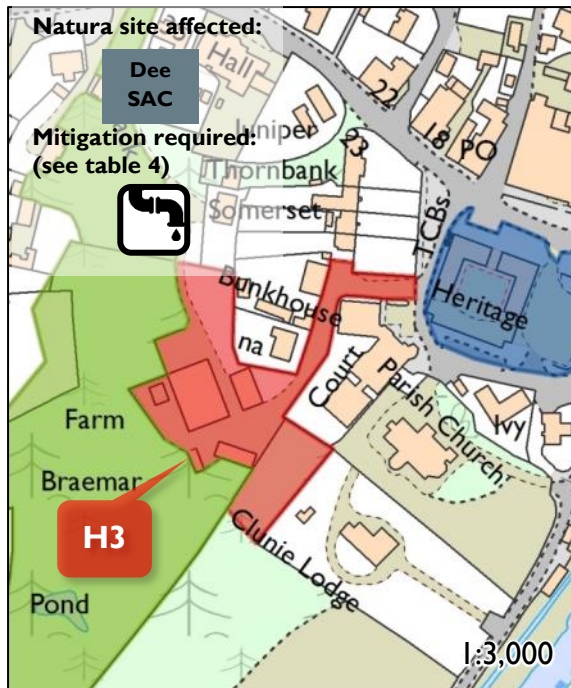 Natura site affected:
Dee
SAC
Mitigation required:
(see table 4)
Hall
Juniper
Thornbank
Somerset
22
23
18
PO
TCBs
Heritage
Bunkhouse
na
Court
Parish Church
Ivy
Farm
Braemar
H3
Clunie Lodge
Pond
1:3,000